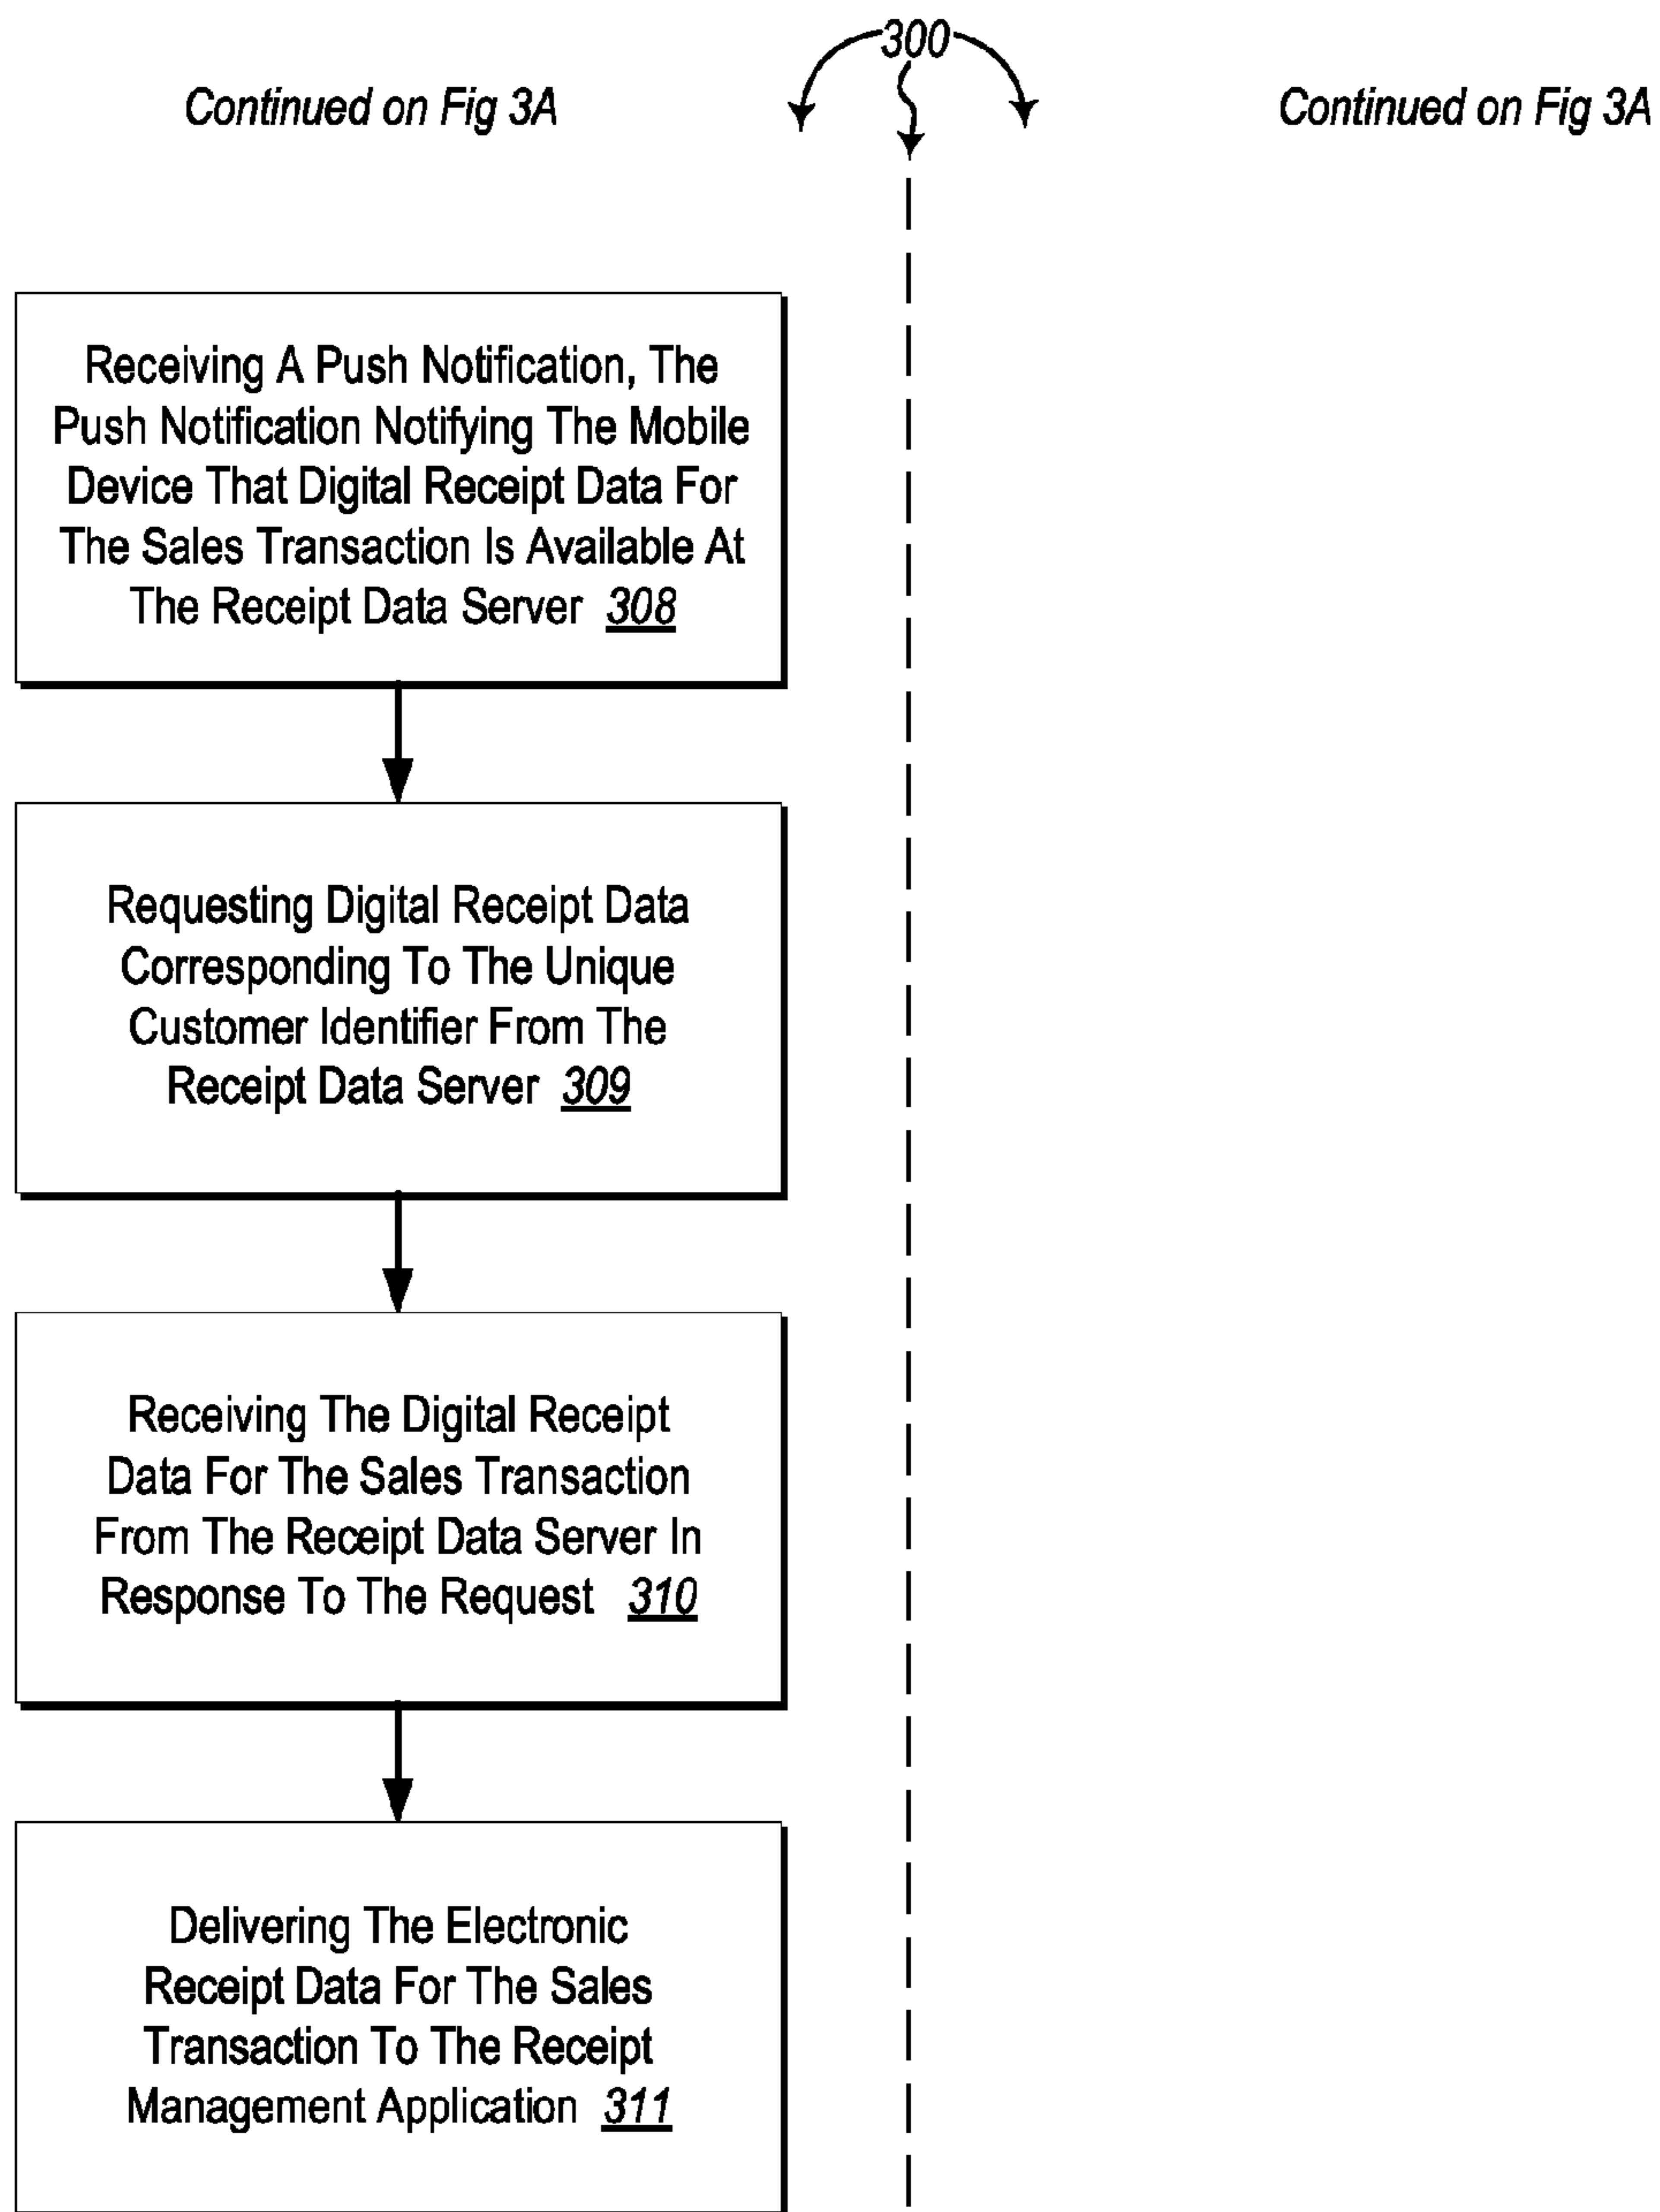 300
Continued on Fig 3A
Continued on Fig 3A
Receiving A Push Notification, The
Push Notification Notifying The Mobile
Device That Digital Receipt Data For
The Sales Transaction Is Available At
The Receipt Data Server 308
Requesting Digital Receipt Data
Corresponding To The Unique
Customer Identifier From The
Receipt Data Server 309
Receiving The Digital Receipt
Data For The Sales Transaction
From The Receipt Data Server In
Response To The Request 310
Delivering The Electronic
Receipt Data For The Sales
Transaction To The Receipt
Management Application 311